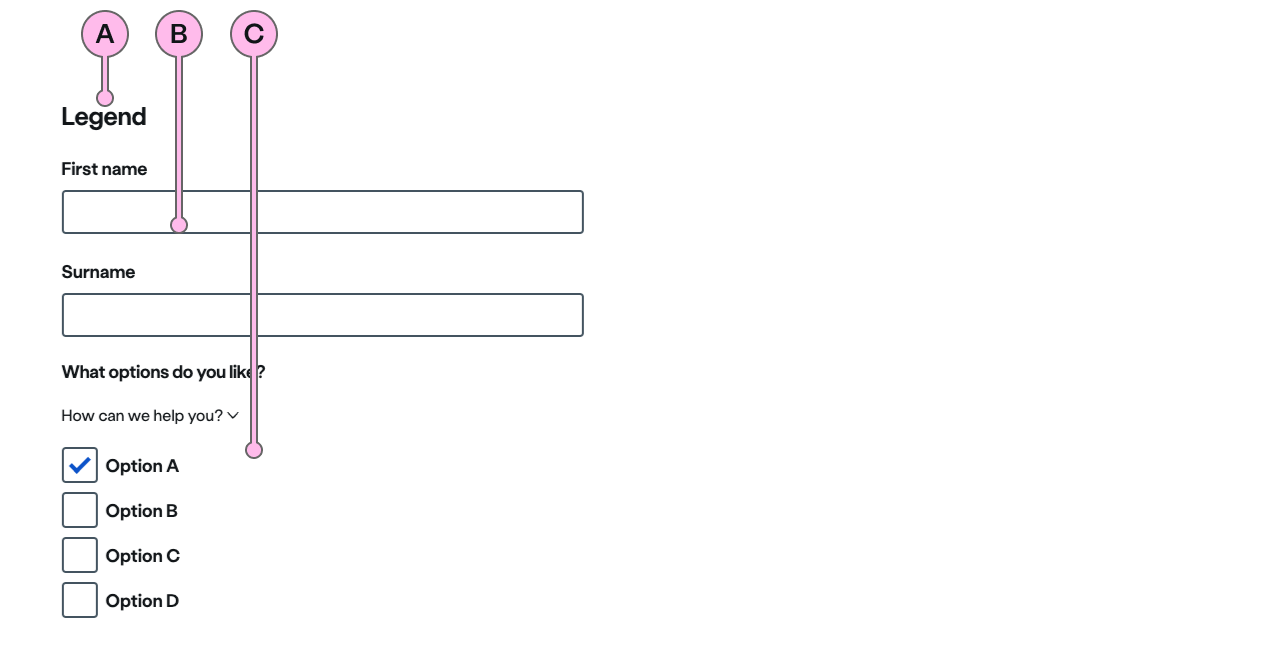 A B C
Legend
First name
Surname
What options do you like?
How can we help you?
Option A
Option B
Option C
Option D